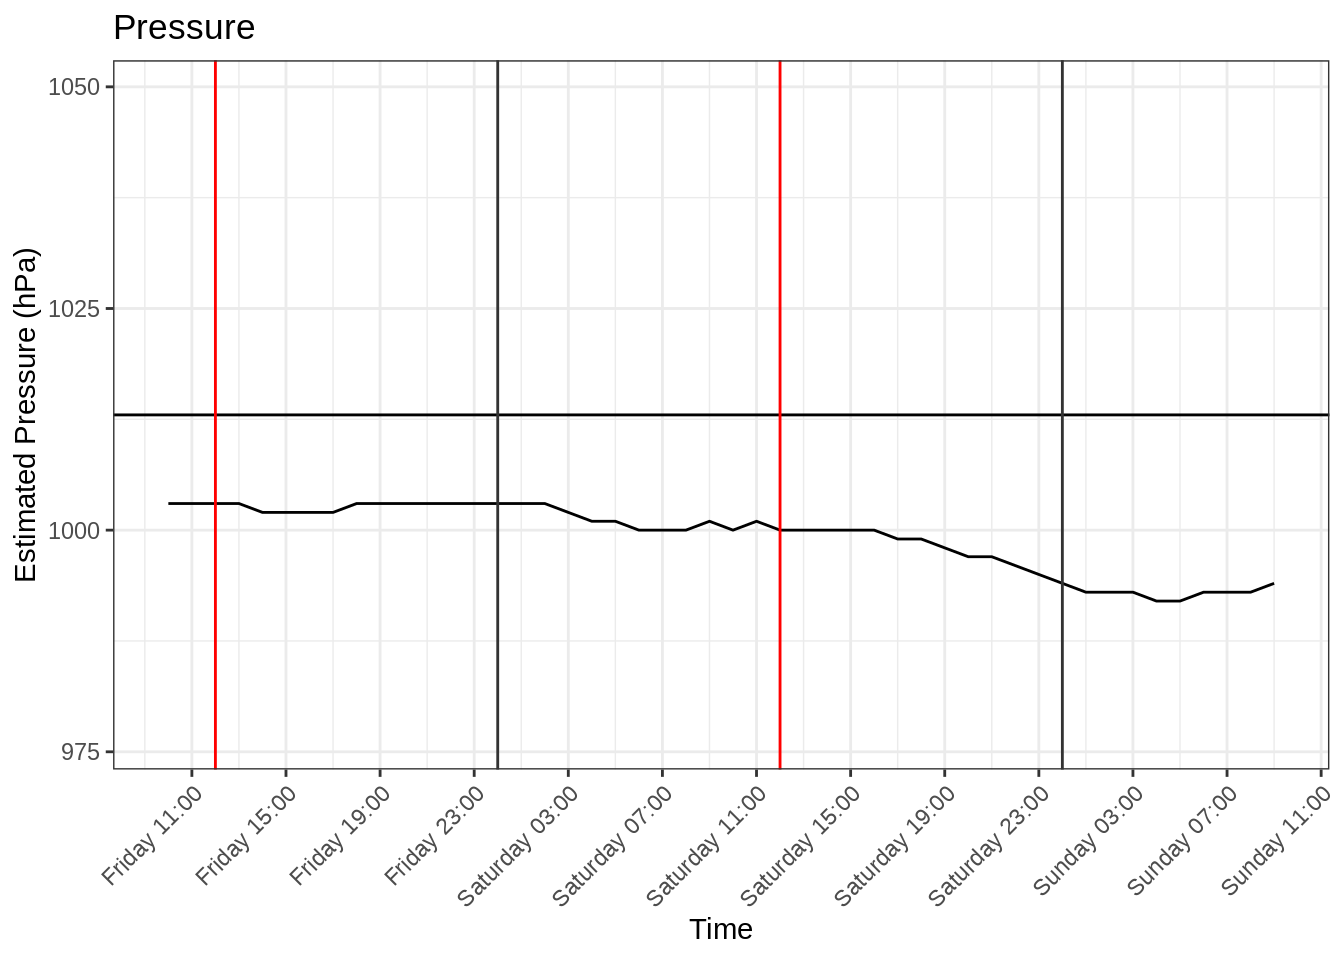 Pressure
Estimated Pressure (hPa)
1050
1025
1000
975
Friday 11:00
Friday 15:00
Friday 19:00
Friday 23:00
Saturday 03:00
Saturday 07:00
Saturday 11:00
Saturday 15:00
Saturday 19:00
Saturday 23:00
Sunday 03:00
Sunday 07:00
Sunday 11:00
Time